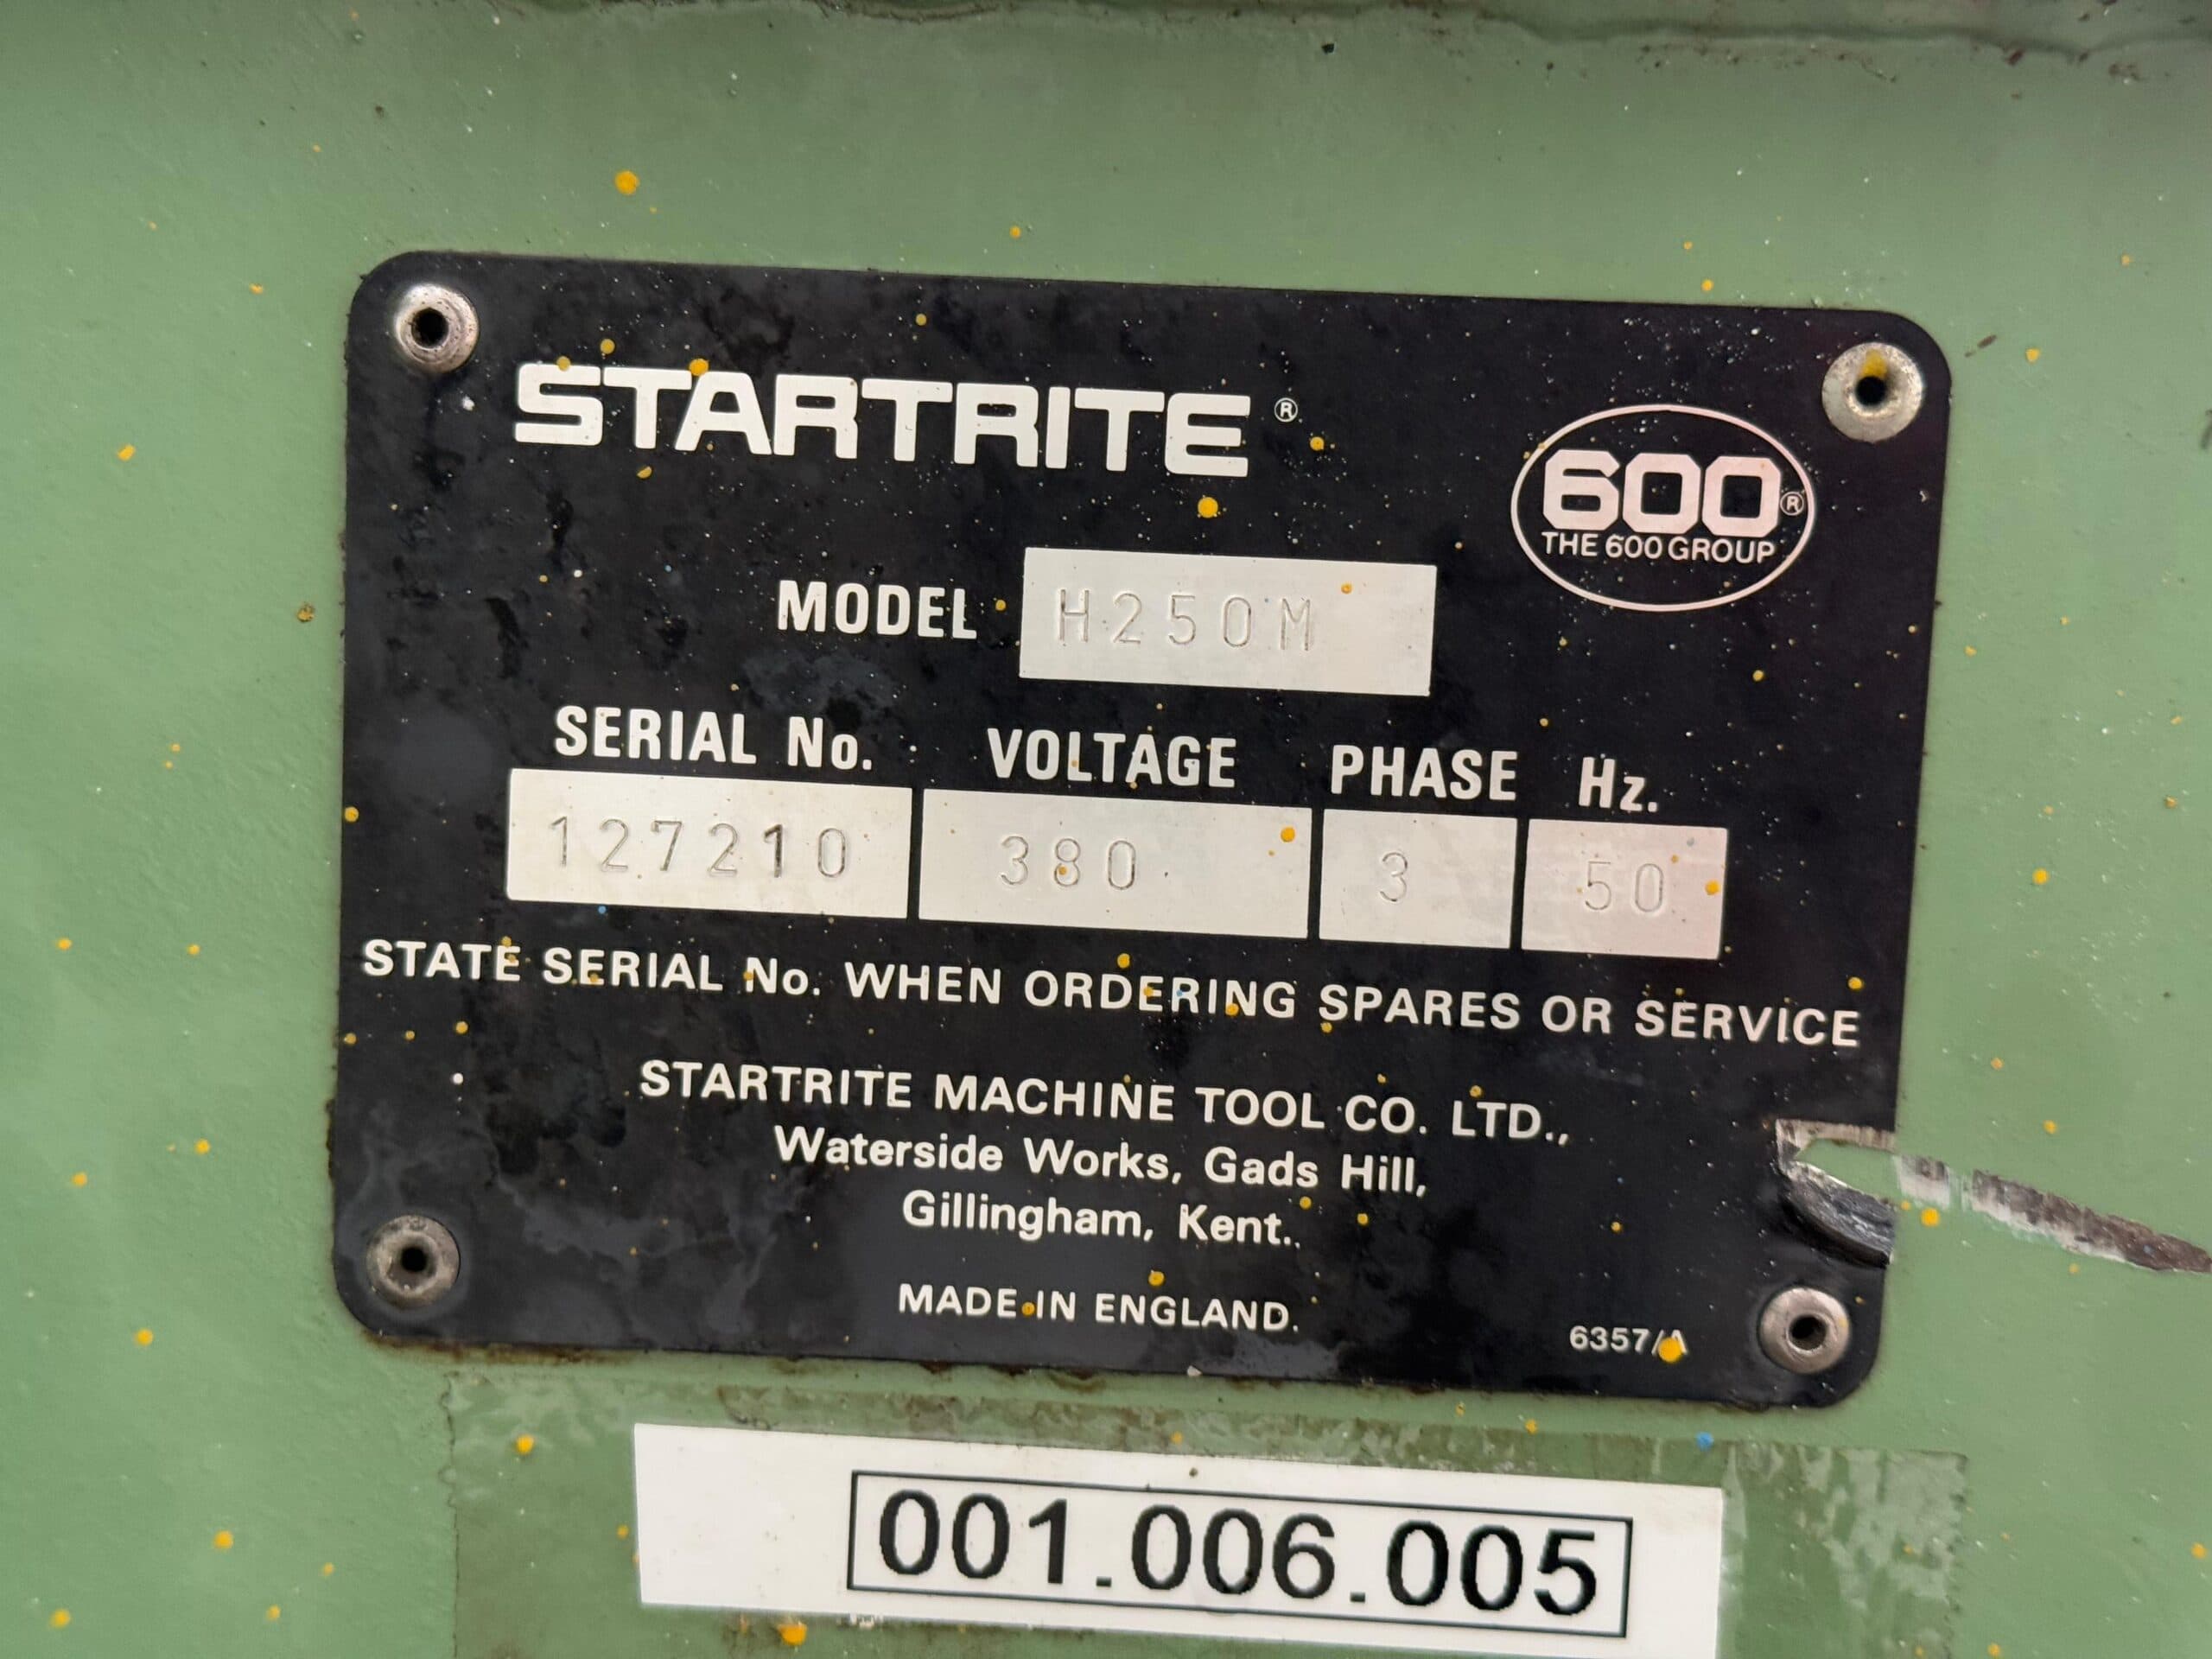 STARTRITE®
600®
THE 600 GROUP
MODEL H250M
SERIAL No. VOLTAGE PHASE Hz.
127210 380 3 50
STATE SERIAL No. WHEN ORDERING SPARES OR SERVICE
STARTRITE MACHINE TOOL CO. LTD.,
Waterside Works, Gads Hill,
Gillingham, Kent.
MADE IN ENGLAND.
6357/A
001.006.005